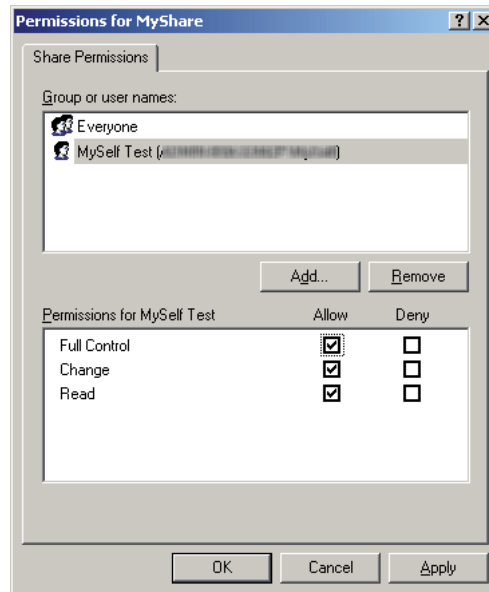 Permissions for MyShare
Share Permissions
Group or user names:
Everyone
MySelf Test (
Add... Remove
Permissions for MySelf Test Allow Deny
Full Control
Change
Read
OK Cancel Apply